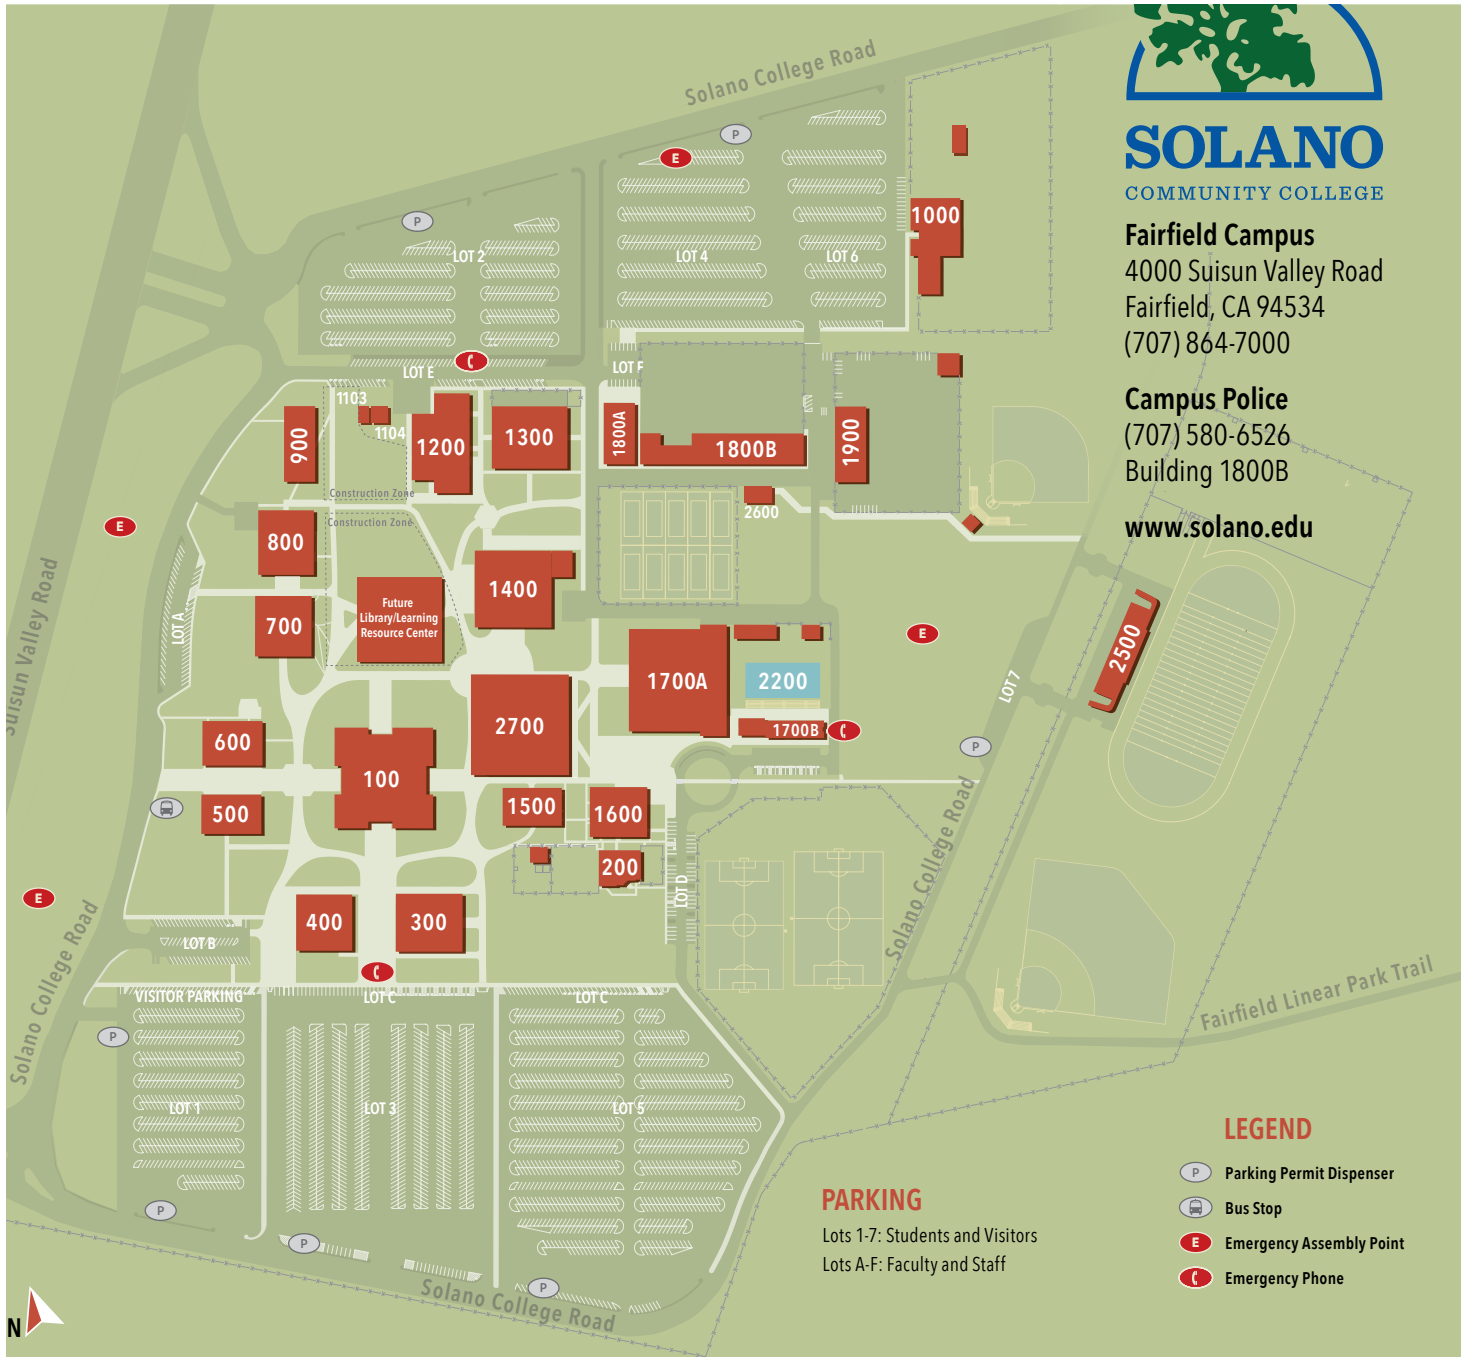 SOLANO
COMMUNITY COLLEGE
Fairfield Campus
4000 Suisun Valley Road
Fairfield, CA 94534
(707) 864-7000
Campus Police
(707) 580-6526
Building 1800B
www.solano.edu
Solano College Road
P
E
P
1000
LOT 2
LOT 4
LOT 6
LOT E
LOT F
1103
1104
900
1200
1300
1800A
1800B
1900
Construction Zone
2600
Construction Zone
E
800
1400
Suisun Valley Road
LOT A
700
Future
Library/Learning
Resource Center
E
2500
1700A
2200
LOT 7
600
2700
1700B
P
100
500
1500
1600
200
Solano College Road
LOT D
E
400
300
Solano College Road
LOT B
Fairfield Linear Park Trail
VISITOR PARKING
LOT C
LOT C
P
LOT 1
LOT 3
LOT 5
P
P
P
Solano College Road
N
PARKING
Lots 1-7: Students and Visitors
Lots A-F: Faculty and Staff
LEGEND
P Parking Permit Dispenser
Bus Stop
E Emergency Assembly Point
Emergency Phone